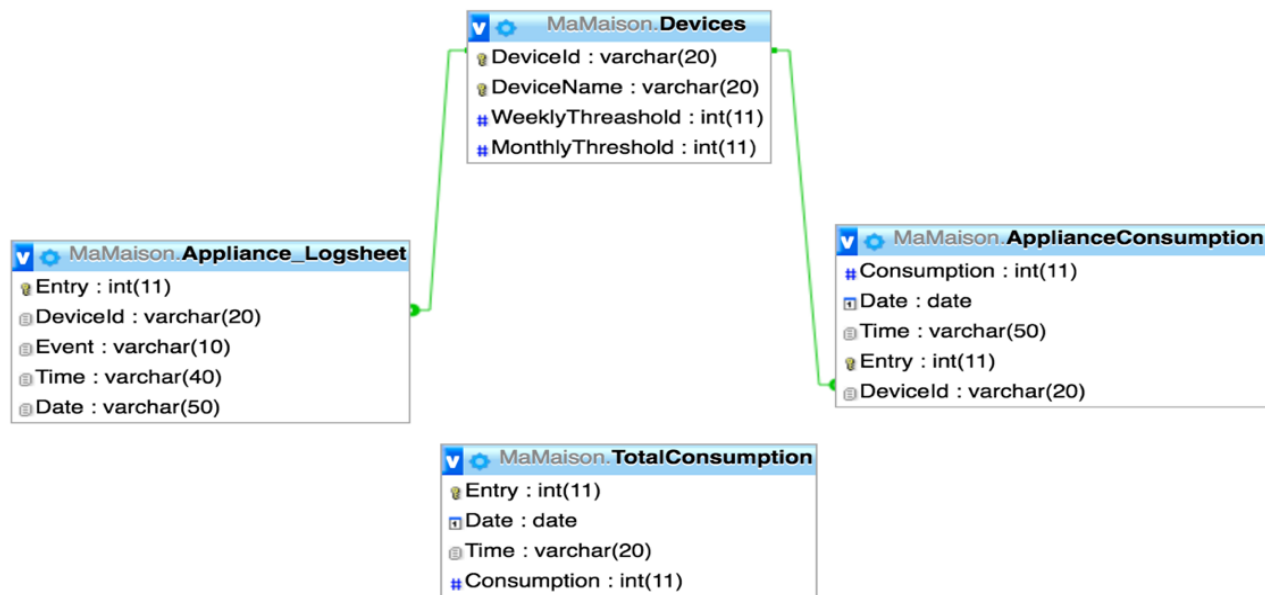 MaMaison.Devices
DeviceId : varchar(20)
DeviceName : varchar(20)
WeeklyThreashold : int(11)
MonthlyThreshold : int(11)
MaMaison.Appliance_Logsheet
Entry : int(11)
DeviceId : varchar(20)
Event : varchar(10)
Time : varchar(40)
Date : varchar(50)
MaMaison.ApplianceConsumption
Consumption : int(11)
Date : date
Time : varchar(50)
Entry : int(11)
DeviceId : varchar(20)
MaMaison.TotalConsumption
Entry : int(11)
Date : date
Time : varchar(20)
Consumption : int(11)